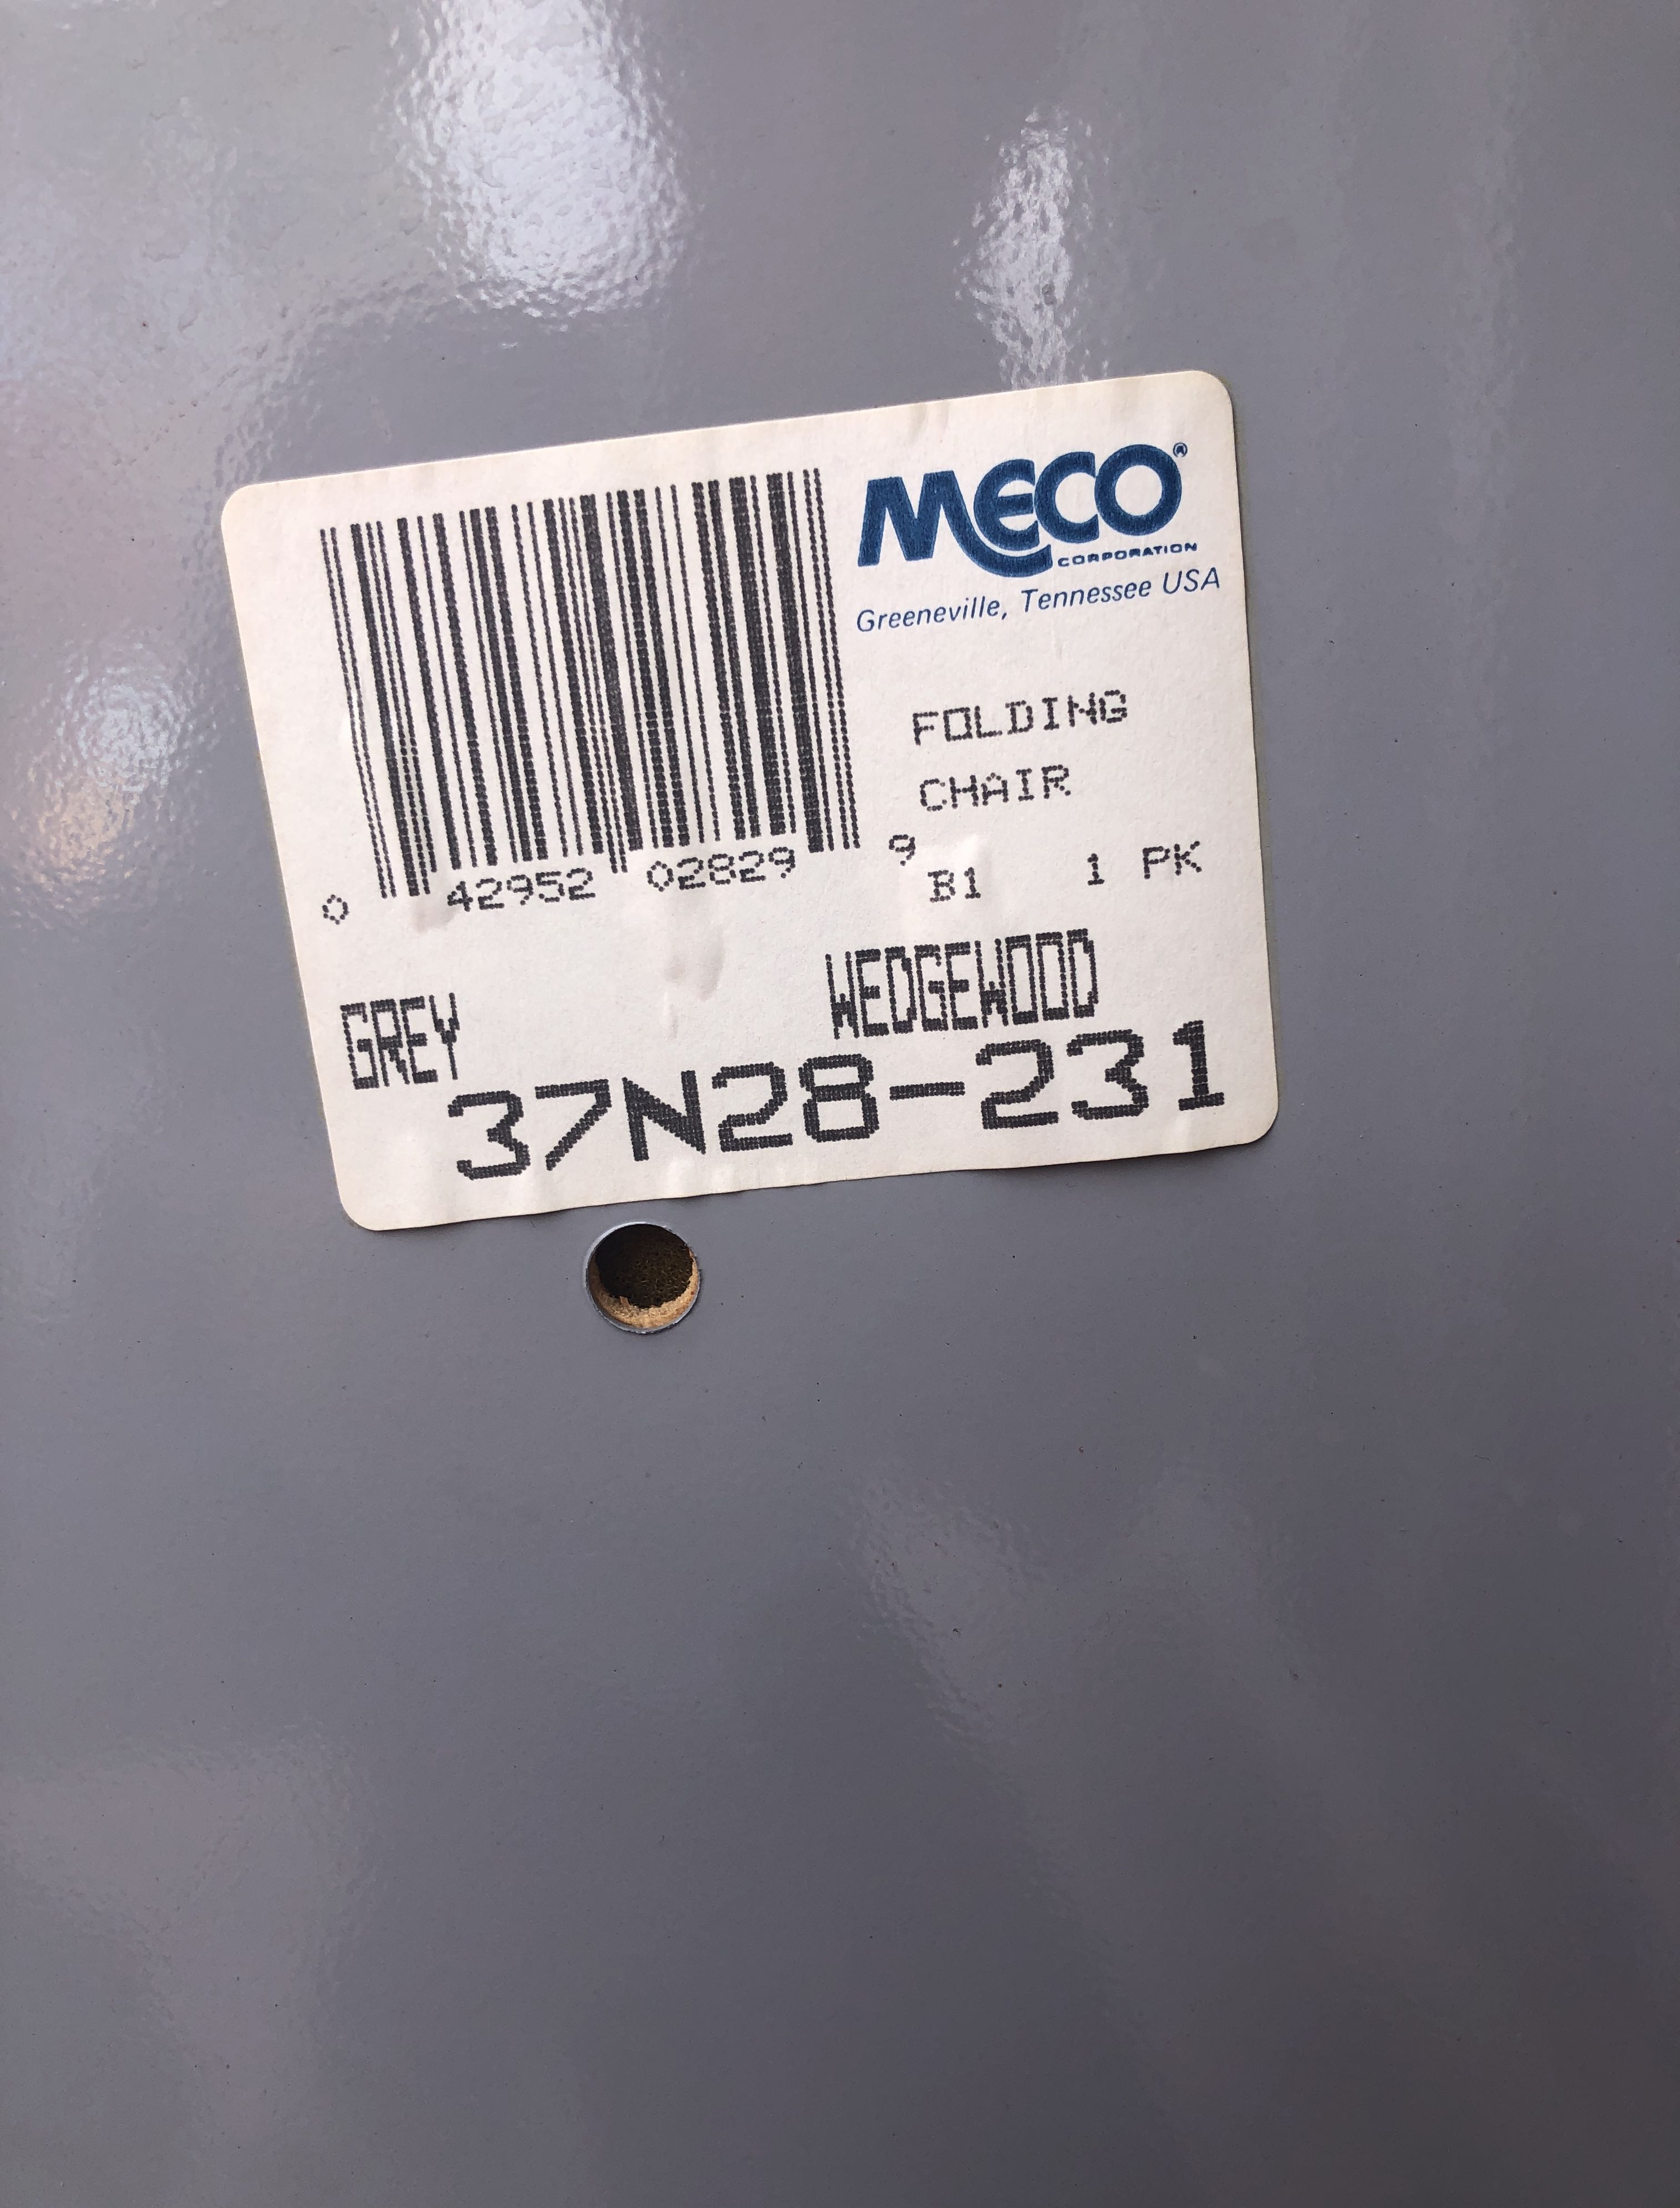 MECO®
CORPORATION
Greeneville, Tennessee USA
FOLDING
CHAIR
0 42952 02829 9
B1 1 PK
GREY WEDGEWOOD
37N28-231